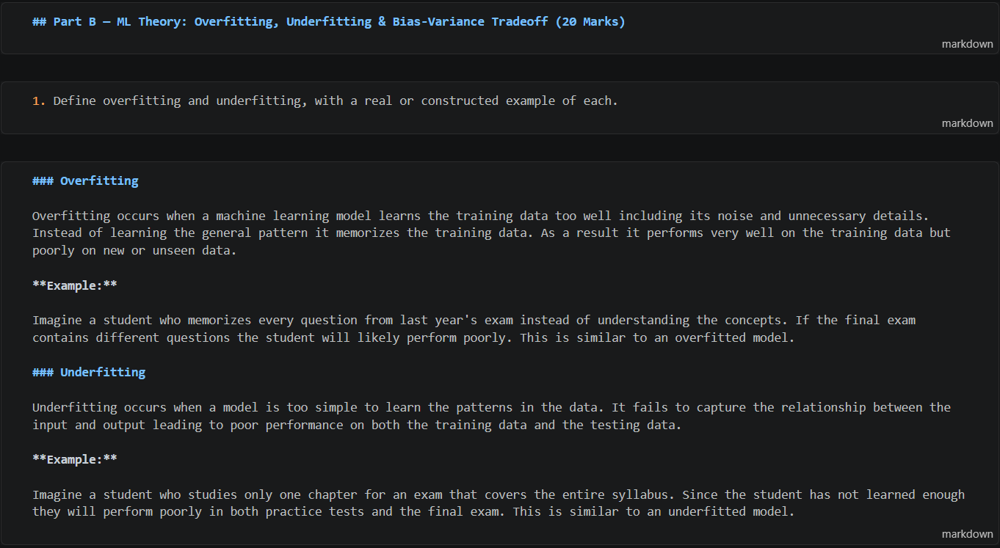 ## Part B — ML Theory: Overfitting, Underfitting & Bias-Variance Tradeoff (20 Marks)
markdown
1. Define overfitting and underfitting, with a real or constructed example of each.
markdown
### Overfitting
Overfitting occurs when a machine learning model learns the training data too well including its noise and unnecessary details.
Instead of learning the general pattern it memorizes the training data. As a result it performs very well on the training data but
poorly on new or unseen data.
**Example:**
Imagine a student who memorizes every question from last year's exam instead of understanding the concepts. If the final exam
contains different questions the student will likely perform poorly. This is similar to an overfitted model.
### Underfitting
Underfitting occurs when a model is too simple to learn the patterns in the data. It fails to capture the relationship between the
input and output leading to poor performance on both the training data and the testing data.
**Example:**
Imagine a student who studies only one chapter for an exam that covers the entire syllabus. Since the student has not learned enough
they will perform poorly in both practice tests and the final exam. This is similar to an underfitted model.
markdown